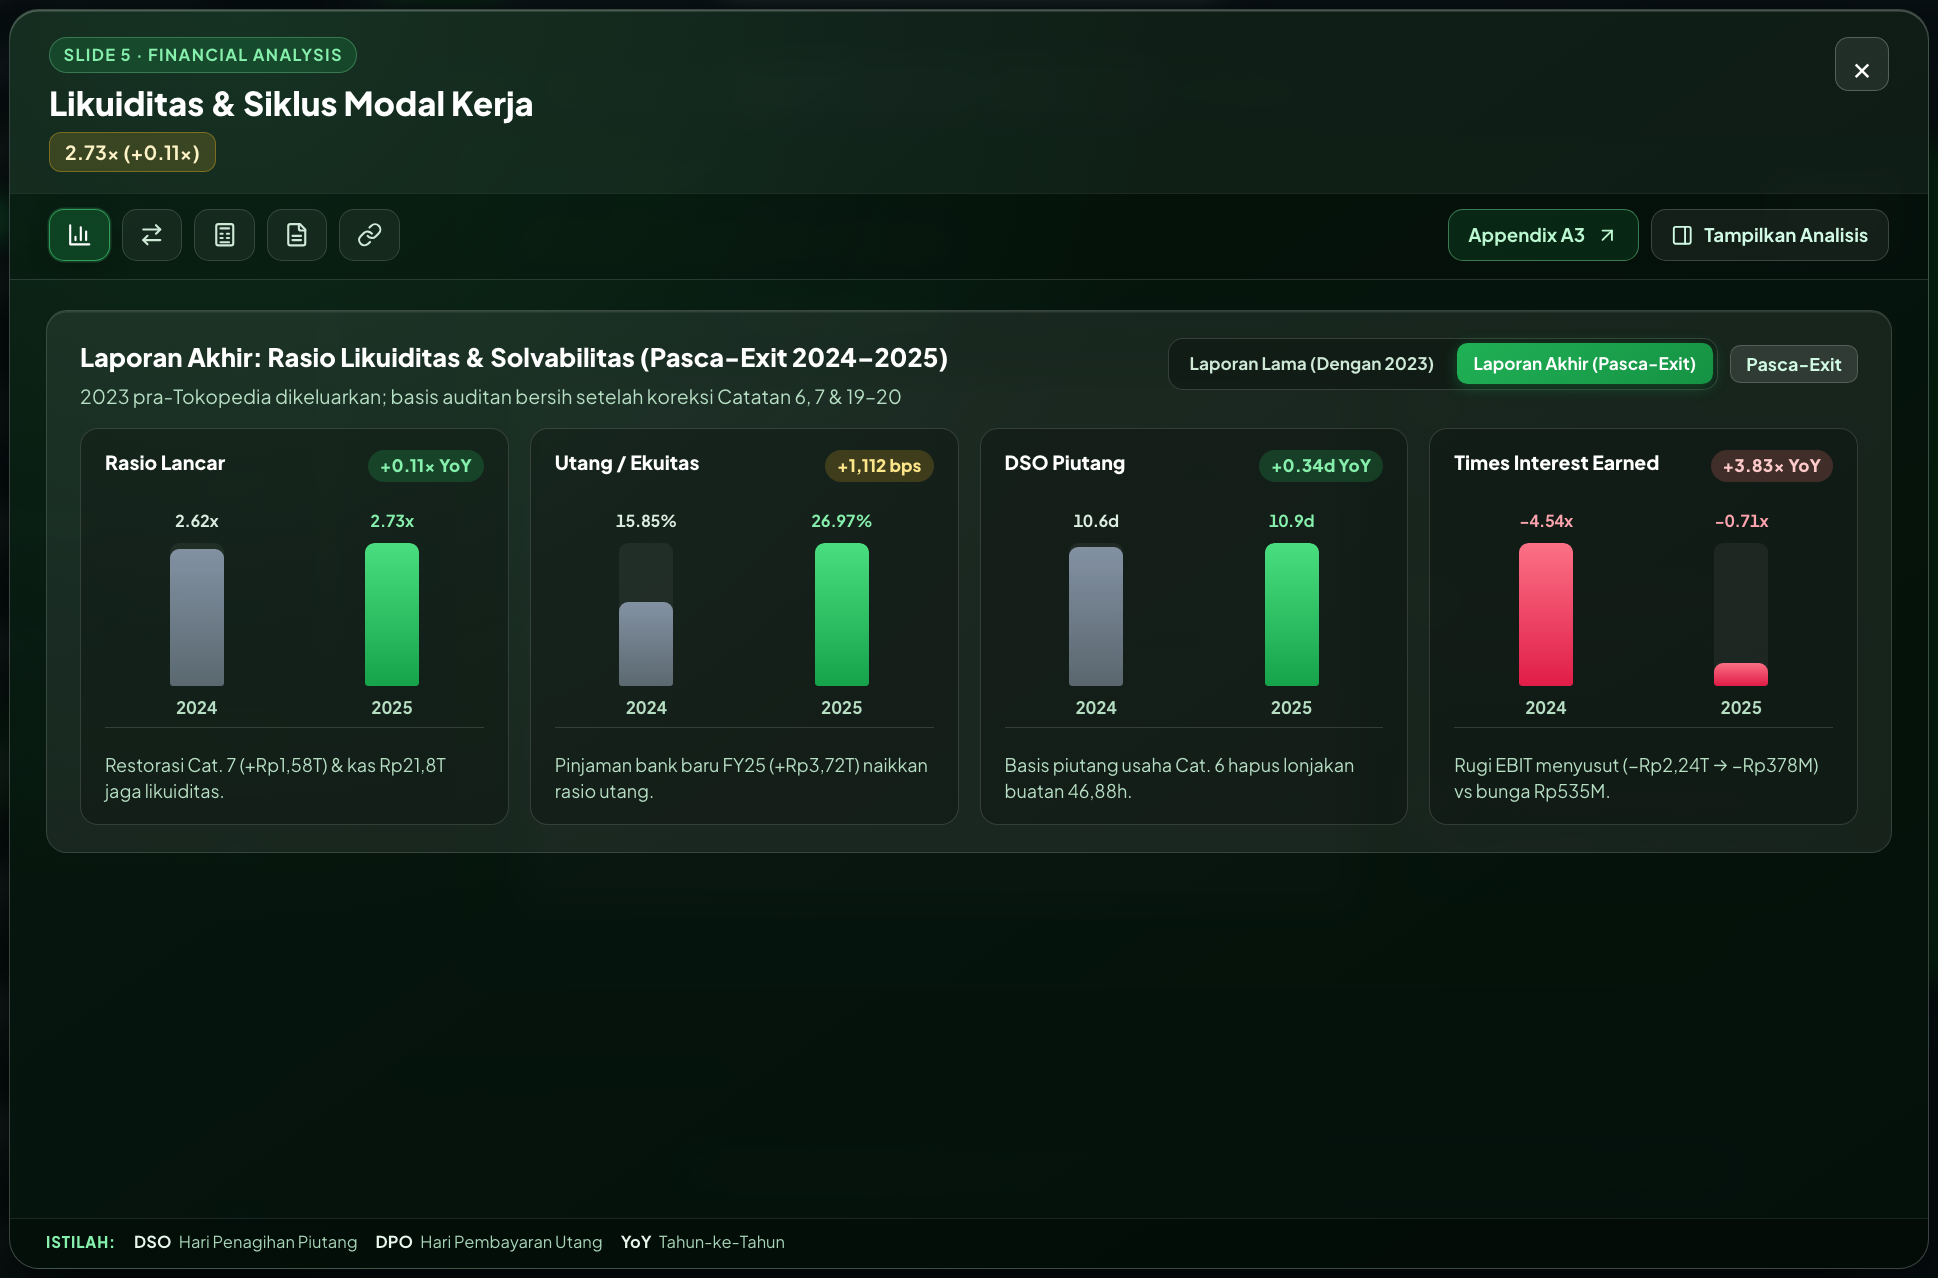 SLIDE 5 · FINANCIAL ANALYSIS
Likuiditas & Siklus Modal Kerja
2.73× (+0.11×)
Appendix A3
Tampilkan Analisis
Laporan Akhir: Rasio Likuiditas & Solvabilitas (Pasca-Exit 2024–2025)
2023 pra-Tokopedia dikeluarkan; basis auditan bersih setelah koreksi Catatan 6, 7 & 19–20
Laporan Lama (Dengan 2023)
Laporan Akhir (Pasca-Exit)
Pasca-Exit
Rasio Lancar
+0.11× YoY
2.62x
2.73x
2024
2025
Restorasi Cat. 7 (+Rp1,58T) & kas Rp21,8T
jaga likuiditas.
Utang / Ekuitas
+1,112 bps
15.85%
26.97%
2024
2025
Pinjaman bank baru FY25 (+Rp3,72T) naikkan
rasio utang.
DSO Piutang
+0.34d YoY
10.6d
10.9d
2024
2025
Basis piutang usaha Cat. 6 hapus lonjakan
buatan 46,88h.
Times Interest Earned
+3.83× YoY
−4.54x
−0.71x
2024
2025
Rugi EBIT menyusut (−Rp2,24T → −Rp378M)
vs bunga Rp535M.
ISTILAH: DSO Hari Penagihan Piutang DPO Hari Pembayaran Utang YoY Tahun-ke-Tahun